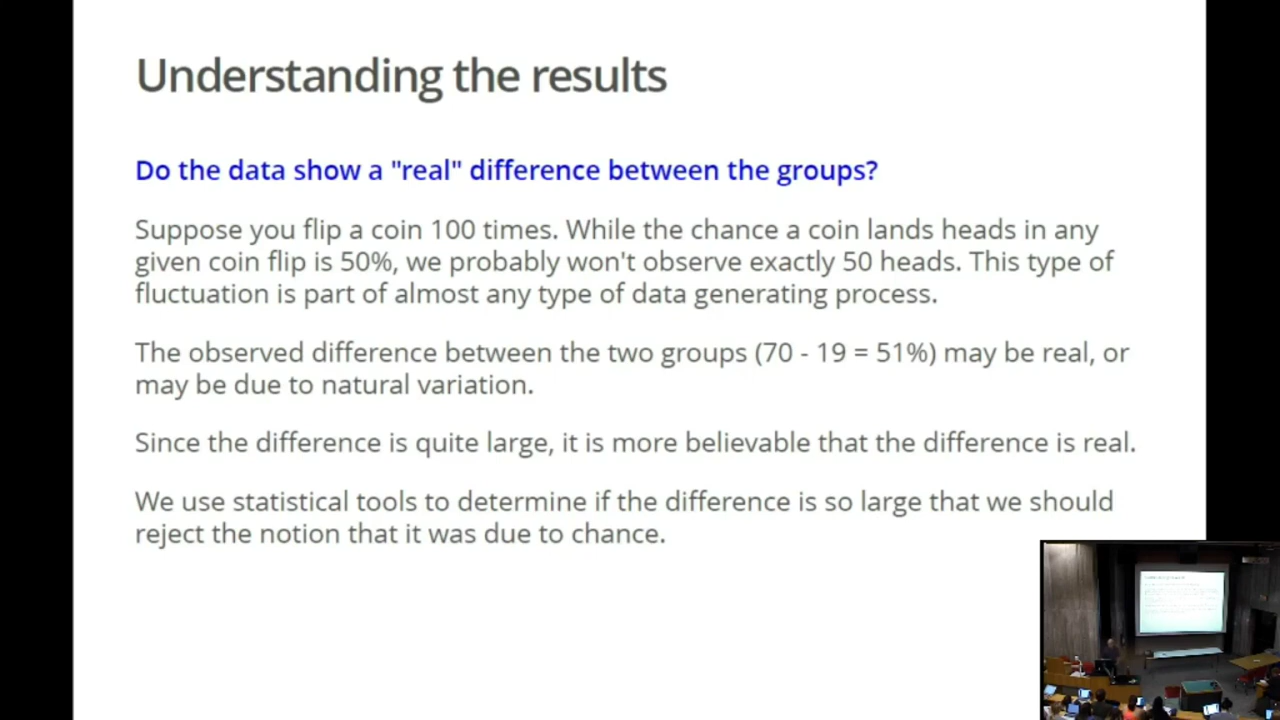 Understanding the results
Do the data show a "real" difference between the groups?
Suppose you flip a coin 100 times. While the chance a coin lands heads in any
given coin flip is 50%, we probably won't observe exactly 50 heads. This type of
fluctuation is part of almost any type of data generating process.
The observed difference between the two groups (70 - 19 = 51%) may be real, or
may be due to natural variation.
Since the difference is quite large, it is more believable that the difference is real.
We use statistical tools to determine if the difference is so large that we should
reject the notion that it was due to chance.